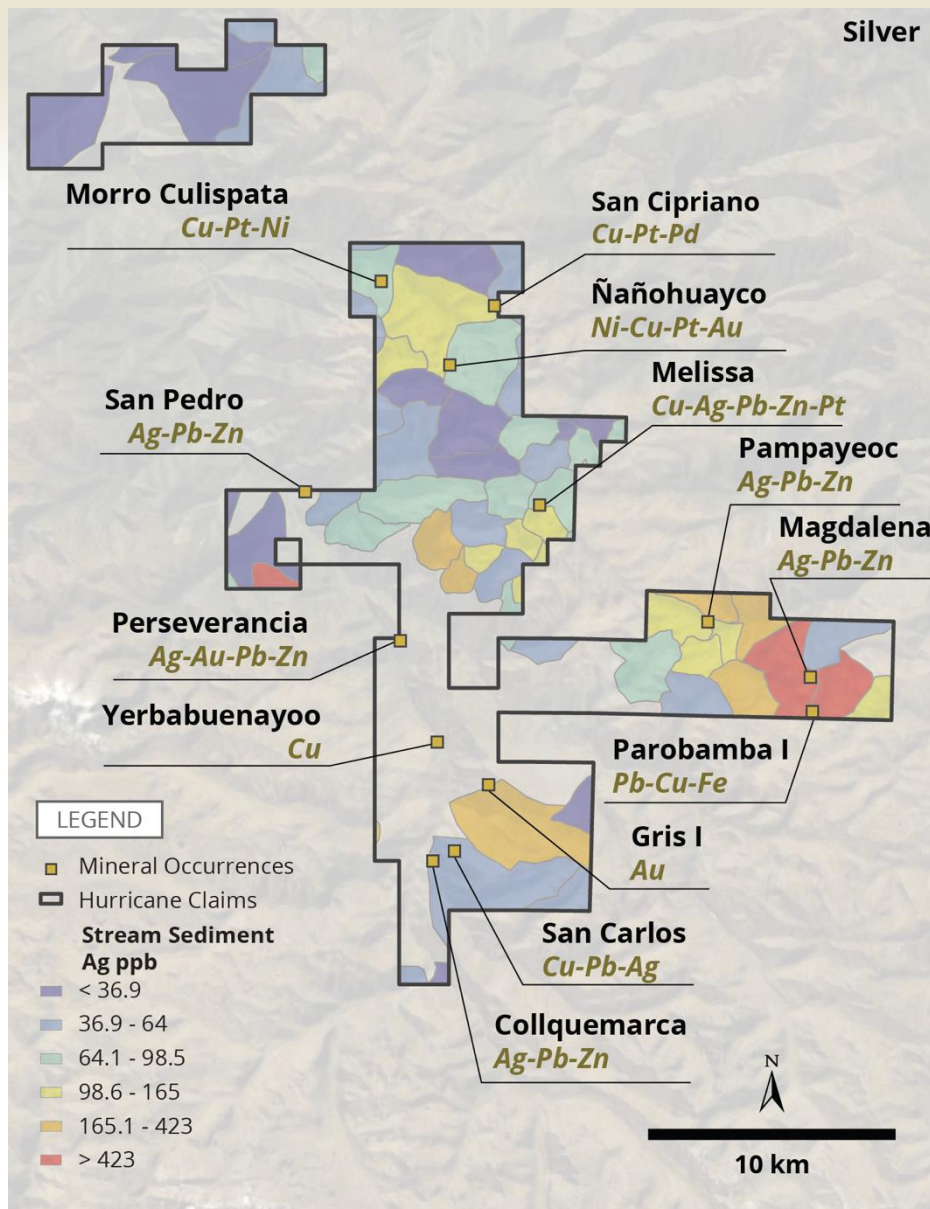 Silver
Morro Culispata
Cu-Pt-Ni
San Cipriano
Cu-Pt-Pd
Ñañohuayco
Ni-Cu-Pt-Au
Melissa
Cu-Ag-Pb-Zn-Pt
San Pedro
Ag-Pb-Zn
Pampayeoc
Ag-Pb-Zn
Magdalena
Ag-Pb-Zn
Perseverancia
Ag-Au-Pb-Zn
Yerbabuenayoo
Cu
Parobamba I
Pb-Cu-Fe
Gris I
Au
San Carlos
Cu-Pb-Ag
Collquemarca
Ag-Pb-Zn
LEGEND
Mineral Occurrences
Hurricane Claims
Stream Sediment
Ag ppb
< 36.9
36.9 - 64
64.1 - 98.5
98.6 - 165
165.1 - 423
> 423
N
10 km